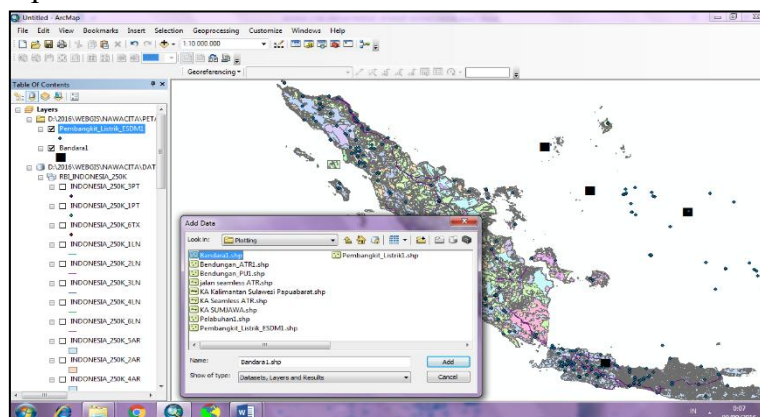 Untitled - ArcMap
File Edit View Bookmarks Insert Selection Geoprocessing Customize Windows Help
1:10.000.000
Georeferencing
Table Of Contents
Layers
D:\2016\WEBGIS\NAWACITA\PETA
Pembangkit_Listrik_ESDM1
Bandara1
D:\2016\WEBGIS\NAWACITA\DAT
RBI_INDONESIA_250K
INDONESIA_250K_3PT
INDONESIA_250K_1PT
INDONESIA_250K_6TX
INDONESIA_250K_1LN
INDONESIA_250K_2LN
INDONESIA_250K_3LN
INDONESIA_250K_4LN
INDONESIA_250K_6LN
INDONESIA_250K_5AR
INDONESIA_250K_2AR
INDONESIA_250K_4AR
Add Data
Look in: Plotting
Bandara1.shp
Bendungan_ATR1.shp
Bendungan_PU1.shp
jalan seamless ATR.shp
KA Kalimantan Sulawesi Papuabarat.shp
KA Seamless ATR.shp
KA SUMJAWA.shp
Pelabuhan1.shp
Pembangkit_Listrik_ESDM1.shp
Pembangkit_Listrik1.shp
Name: Bandara1.shp
Add
Show of type: Datasets, Layers and Results
Cancel
IN
0:07